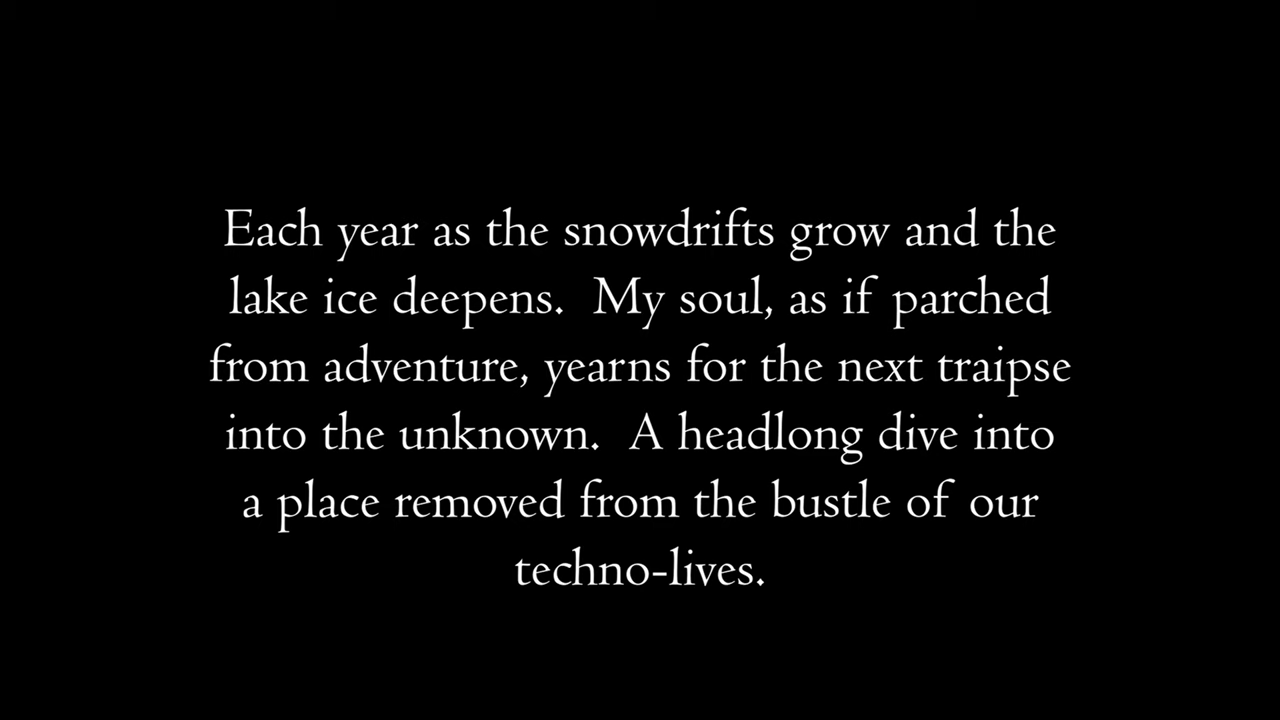 Each year as the snowdrifts grow and the
lake ice deepens.  My soul, as if parched
from adventure, yearns for the next traipse
into the unknown.  A headlong dive into
a place removed from the bustle of our
techno-lives.